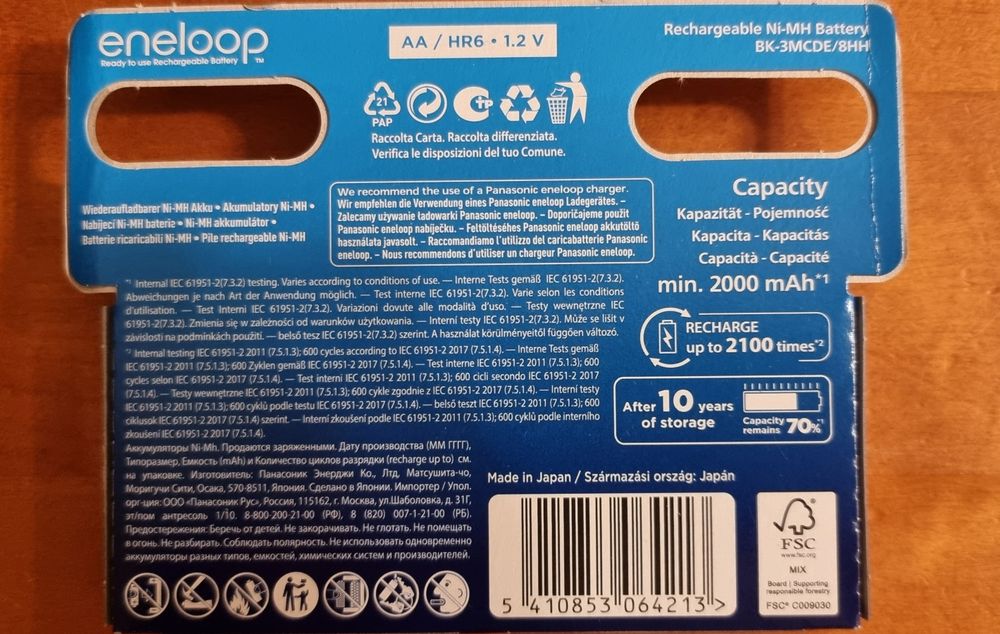 eneloop
Ready to use Rechargeable Battery ™
AA / HR6 • 1.2 V
Rechargeable Ni-MH Battery
BK-3MCDE/8HH
21
PAP
Raccolta Carta. Raccolta differenziata.
Verifica le disposizioni del tuo Comune.
Wiederaufladbarer Ni-MH Akku • Akumulatory Ni-MH •
Nabíjecí Ni-MH baterie • Ni-MH akkumulátor •
Batterie ricaricabili Ni-MH • Pile rechargeable Ni-MH
We recommend the use of a Panasonic eneloop charger.
Wir empfehlen die Verwendung eines Panasonic eneloop Ladegerätes. –
Zalecamy używanie ładowarki Panasonic eneloop. – Doporičajeme použít
Panasonic eneloop nabíječku. – Feltöltéséhes Panasonic eneloop akkutöltő
használata javasolt. – Raccomandiamo l'utilizzo del caricabatterie Panasonic
eneloop. – Nous recommendons d'utiliser un chargeur Panasonic eneloop.
Capacity
Kapazität - Pojemność
Kapacita - Kapacitás
Capacità - Capacité
min. 2000 mAh*1
*1 Internal IEC 61951-2(7.3.2) testing. Varies according to conditions of use. — Interne Tests gemäß IEC 61951-2(7.3.2).
Abweichungen je nach Art der Anwendung möglich. — Test interne IEC 61951-2(7.3.2). Varie selon les conditions
d'utilisation. — Test Interni IEC 61951-2(7.3.2). Variazioni dovute alle modalità d'uso. — Testy wewnętrzne IEC
61951-2(7.3.2). Zmienia się w zależności od warunków użytkowania. — Interní testy IEC 61951-2(7.3.2). Může se lišit v
závislosti na podmínkách použití. — belső tesz IEC 61951-2(7.3.2) szerint. A használat körülményeitől függően változó.
*2 Internal testing IEC 61951-2 2011 (7.5.1.3); 600 cycles according to IEC 61951-2 2017 (7.5.1.4). — Interne Tests gemäß
IEC 61951-2 2011 (7.5.1.3); 600 Zyklen gemäß IEC 61951-2 2017 (7.5.1.4). — Test interne IEC 61951-2 2011 (7.5.1.3); 600
cycles selon IEC 61951-2 2017 (7.5.1.4). — Test interni IEC 61951-2 2011 (7.5.1.3); 600 cicli secondo IEC 61951-2 2017
(7.5.1.4). — Testy wewnętrzne IEC 61951-2 2011 (7.5.1.3); 600 cykle zgodnie z IEC 61951-2 2017 (7.5.1.4). — Interní testy
IEC 61951-2 2011 (7.5.1.3); 600 cyklů podle testu IEC 61951-2 2017 (7.5.1.4). — belső teszt IEC 61951-2 2011 (7.5.1.3); 600
ciklusok IEC 61951-2 2017 (7.5.1.4) szerint. — Interní zkoušení podle IEC 61951-2 2011 (7.5.1.3); 600 cyklů podle interního
zkoušení IEC 61951-2 2017 (7.5.1.4).
RECHARGE
up to 2100 times*2
After 10 years
of storage
Capacity
remains 70%
Аккумуляторы Ni-Mh. Продаются заряженными. Дату производства (ММ ГГГГ),
Типоразмер, Емкость (mAh) и Количество циклов разрядки (recharge up to) см.
на упаковке. Изготовитель: Панасоник Энерджи Ко., Лтд, Матсушита-чо,
Моригучи Сити, Осака, 570-8511, Япония. Сделано в Японии. Импортер / Упол.
орг-ция: ООО «Панасоник Рус», Россия, 115162, г. Москва, ул.Шаболовка, д. 31Г,
эт/пом антресоль 1/10. 8-800-200-21-00 (РФ), 8 (820) 007-1-21-00 (РБ)
Предостережения: Беречь от детей. Не закорачивать. Не глотать. Не помещать
в огонь. Не разбирать. Соблюдать полярность. Не использовать одновременно
аккумуляторы разных типов, емкостей, химических систем и производителей.
Made in Japan / Származási ország: Japán
5 410853 064213 >
FSC
www.fsc.org
MIX
Board | Supporting
responsible forestry
FSC® C009030